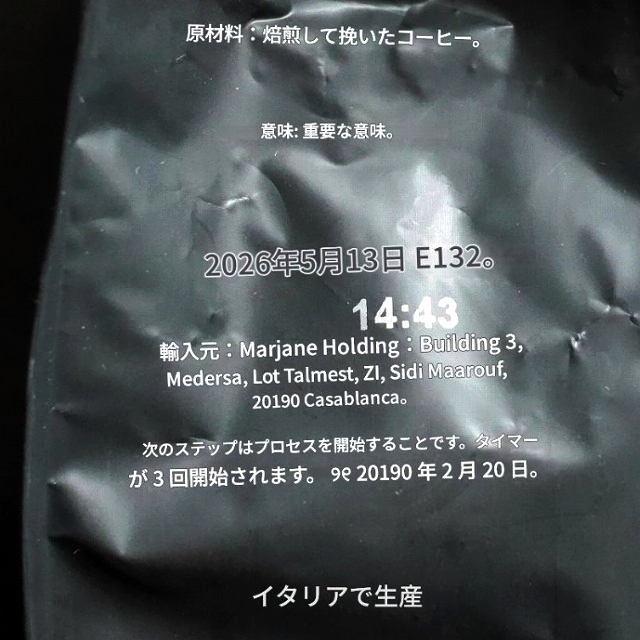 原材料：焙煎して挽いたコーヒー。
意味: 重要な意味。
2026年5月13日 E132。
14:43
輸入元：Marjane Holding：Building 3,
Medersa, Lot Talmest, ZI, Sidi Maarouf,
20190 Casablanca。
次のステップはプロセスを開始することです。タイマー
が 3 回開始されます。 ୨୧ 20190 年 2 月 20 日。
イタリアで生産